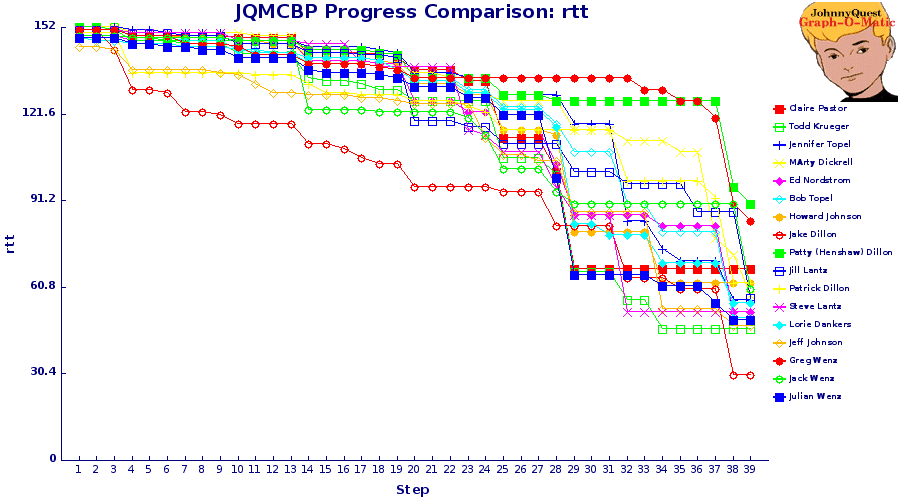 JQMCBP Progress Comparison: rtt
JohnnyQuest
Graph-O-Matic
152
121.6
91.2
60.8
30.4
0
rtt
1 2 3 4 5 6 7 8 9 10 11 12 13 14 15 16 17 18 19 20 21 22 23 24 25 26 27 28 29 30 31 32 33 34 35 36 37 38 39
Step
Claire Pastor
Todd Krueger
Jennifer Topel
MArty Dickrell
Ed Nordstrom
Bob Topel
Howard Johnson
Jake Dillon
Patty (Henshaw) Dillon
Jill Lantz
Patrick Dillon
Steve Lantz
Lorie Dankers
Jeff Johnson
Greg Wenz
Jack Wenz
Julian Wenz